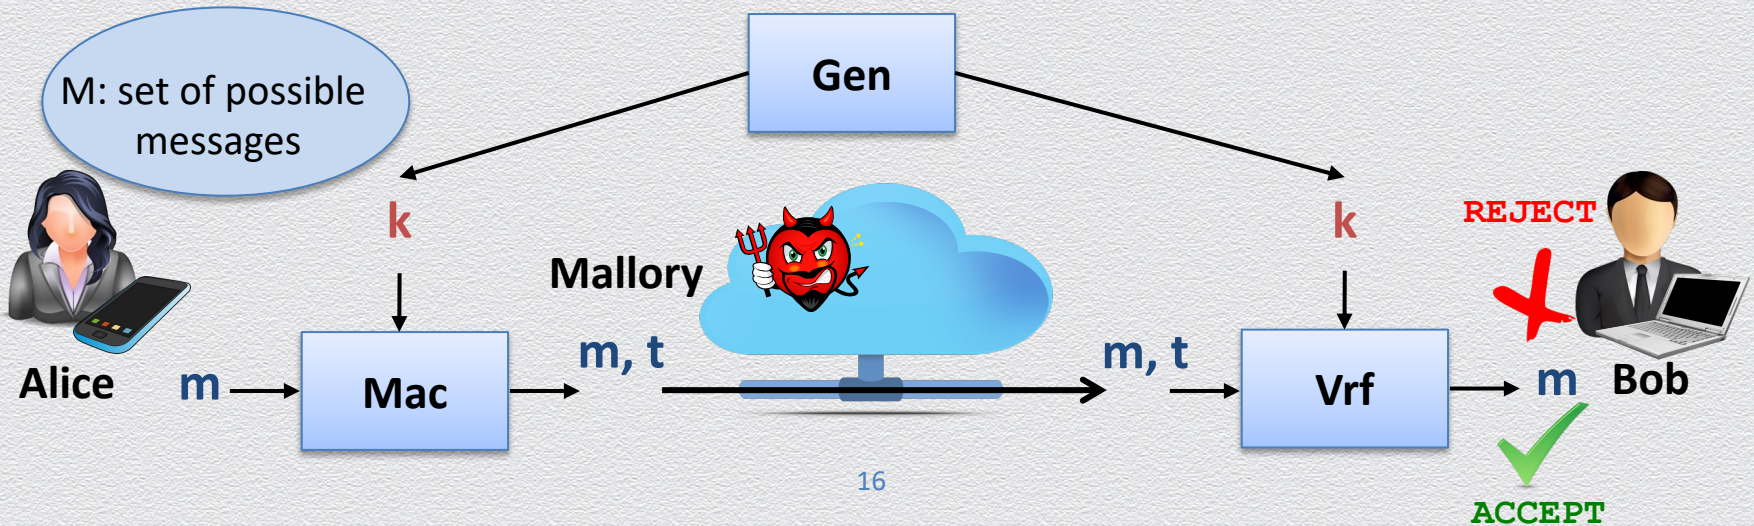 M: set of possible
messages
Gen
k
k
REJECT
Mallory
m, t
m, t
Alice
m
Mac
Vrf
m
Bob
16
ACCEPT